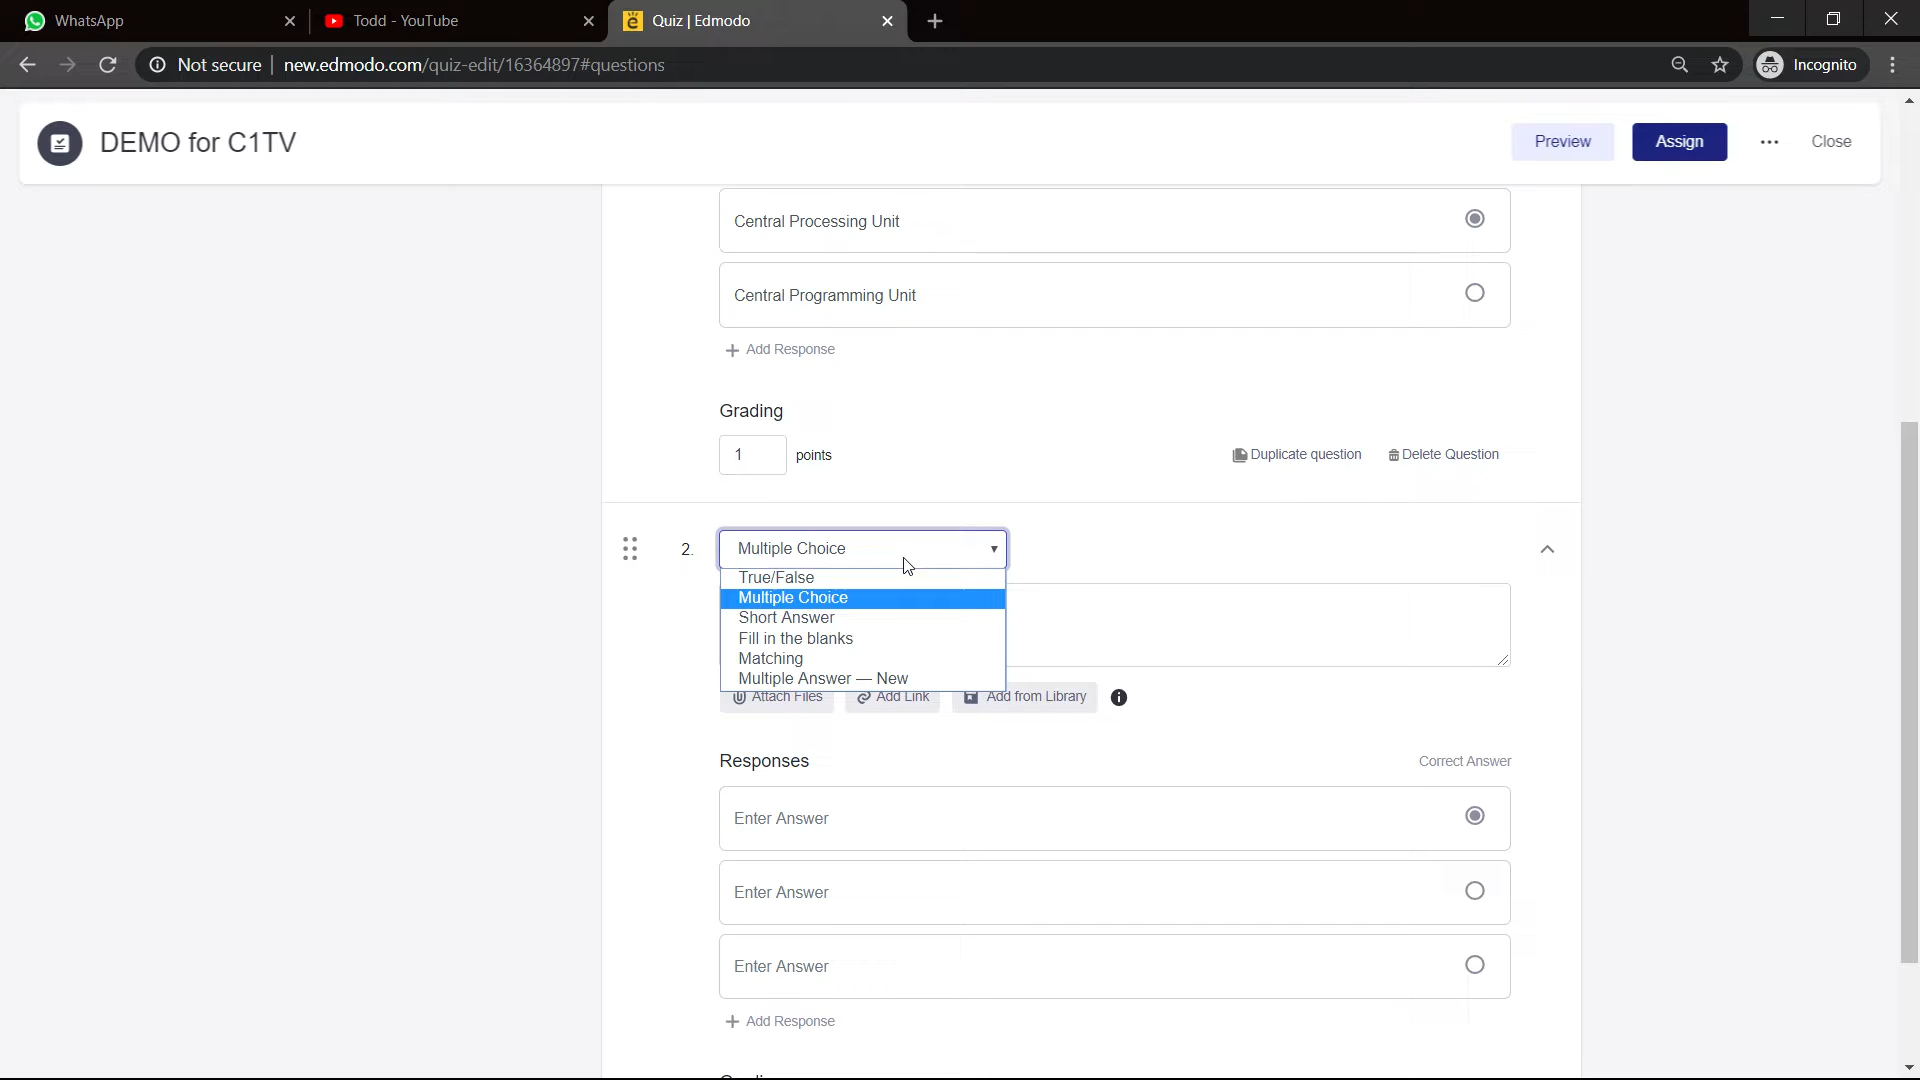 WhatsApp
Todd - YouTube
Quiz | Edmodo
Not secure
new.edmodo.com/quiz-edit/16364897#questions
Incognito
DEMO for C1TV
Preview
Assign
Close
Central Processing Unit
Central Programming Unit
Add Response
Grading
1
points
Duplicate question
Delete Question
2.
Multiple Choice
True/False
Multiple Choice
Short Answer
Fill in the blanks
Matching
Multiple Answer — New
Attach Files
Add Link
Add from Library
Responses
Correct Answer
Enter Answer
Enter Answer
Enter Answer
Add Response